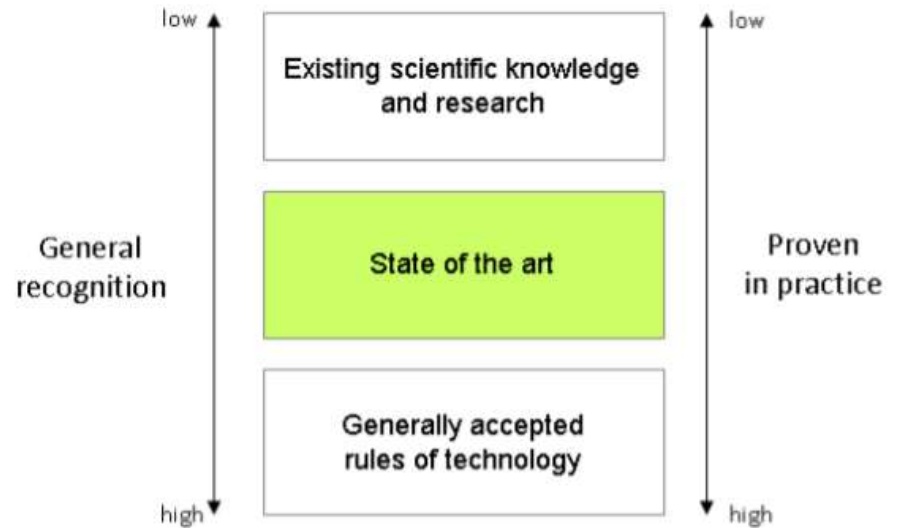 low
low
Existing scientific knowledge
and research
General
recognition
State of the art
Proven
in practice
Generally accepted
rules of technology
high
high